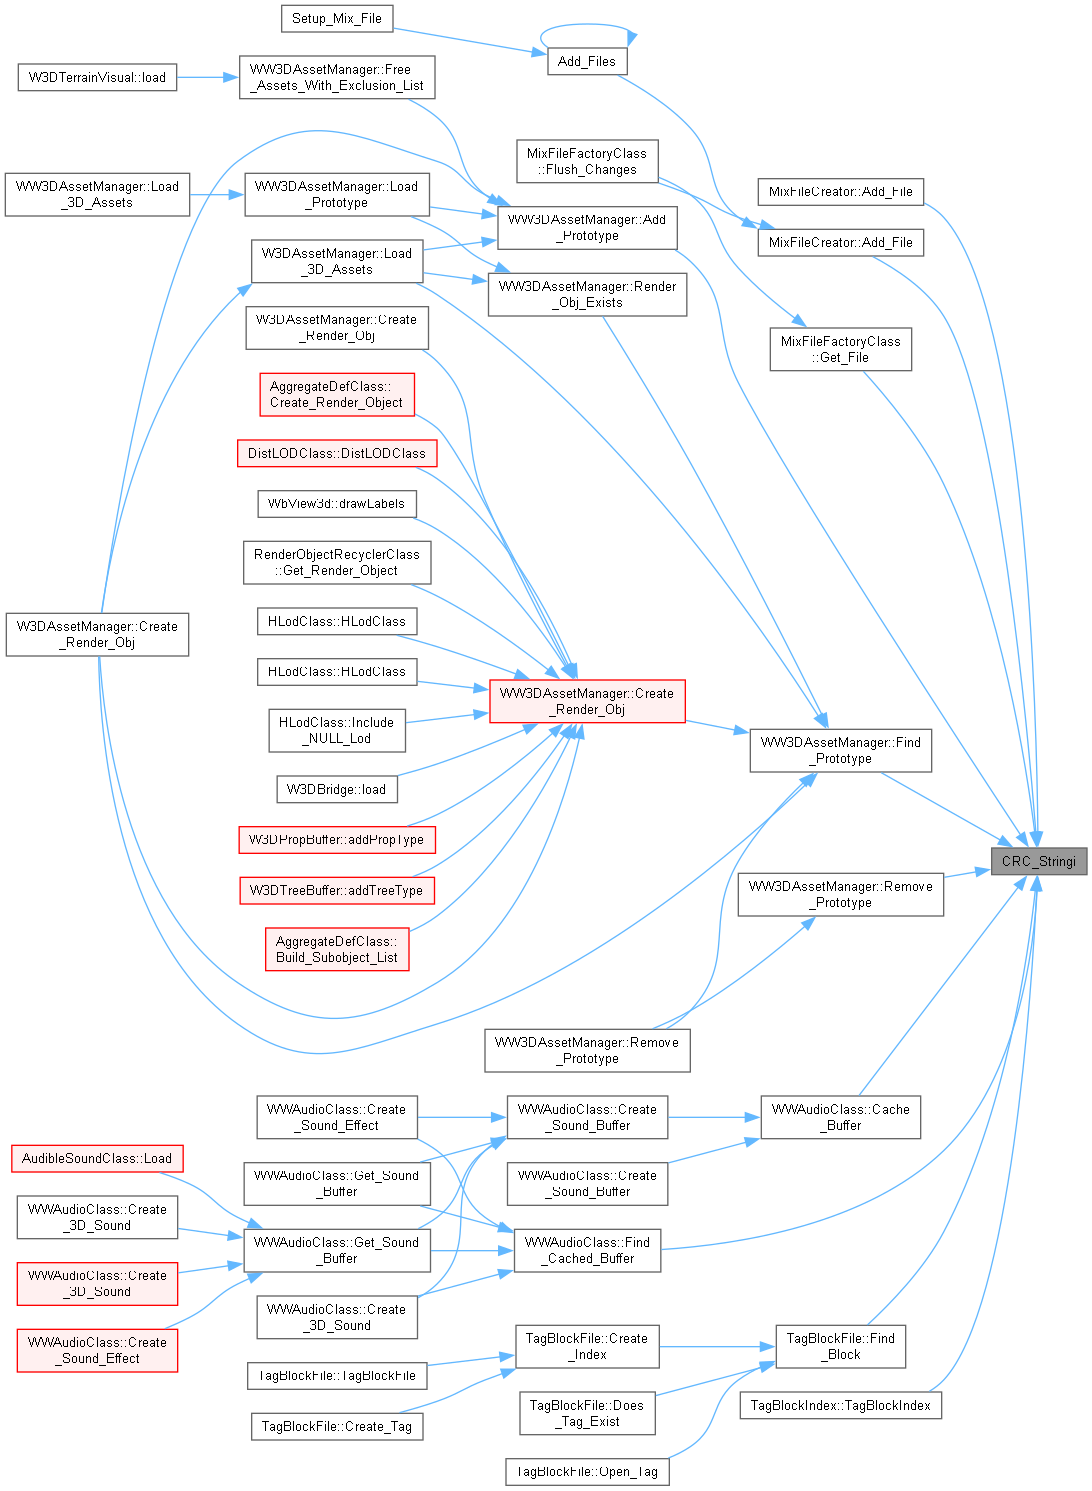 Setup_Mix_File
Add_Files
W3DTerrainVisual::load
WW3DAssetManager::Free
_Assets_With_Exclusion_List
MixFileFactoryClass
::Flush_Changes
MixFileCreator::Add_File
WW3DAssetManager::Load
_3D_Assets
WW3DAssetManager::Load
_Prototype
WW3DAssetManager::Add
_Prototype
MixFileCreator::Add_File
W3DAssetManager::Load
_3D_Assets
WW3DAssetManager::Render
_Obj_Exists
W3DAssetManager::Create
_Render_Obj
MixFileFactoryClass
::Get_File
AggregateDefClass::
Create_Render_Object
DistLODClass::DistLODClass
WbView3d::drawLabels
RenderObjectRecyclerClass
::Get_Render_Object
HLodClass::HLodClass
W3DAssetManager::Create
_Render_Obj
HLodClass::HLodClass
WW3DAssetManager::Create
_Render_Obj
HLodClass::Include
_NULL_Lod
WW3DAssetManager::Find
_Prototype
W3DBridge::load
W3DPropBuffer::addPropType
CRC_Stringi
W3DTreeBuffer::addTreeType
WW3DAssetManager::Remove
_Prototype
AggregateDefClass::
Build_Subobject_List
WW3DAssetManager::Remove
_Prototype
WWAudioClass::Create
_Sound_Effect
WWAudioClass::Create
_Sound_Buffer
WWAudioClass::Cache
_Buffer
AudibleSoundClass::Load
WWAudioClass::Get_Sound
_Buffer
WWAudioClass::Create
_Sound_Buffer
WWAudioClass::Create
_3D_Sound
WWAudioClass::Get_Sound
_Buffer
WWAudioClass::Find
_Cached_Buffer
WWAudioClass::Create
_3D_Sound
WWAudioClass::Create
_3D_Sound
WWAudioClass::Create
_Sound_Effect
TagBlockFile::Create
_Index
TagBlockFile::Find
_Block
TagBlockFile::TagBlockFile
TagBlockFile::Does
_Tag_Exist
TagBlockIndex::TagBlockIndex
TagBlockFile::Create_Tag
TagBlockFile::Open_Tag